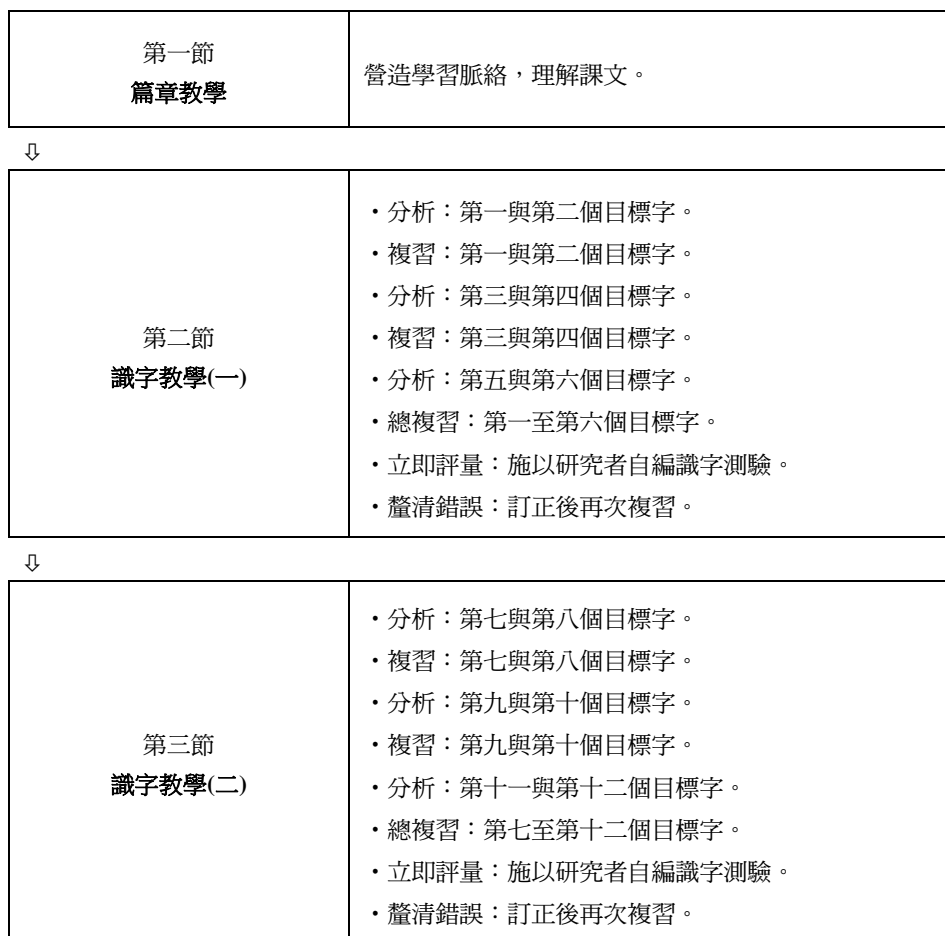 第一節
篇章教學
營造學習脈絡，理解課文。
⇩
第二節
識字教學(一)
・分析：第一與第二個目標字。
・複習：第一與第二個目標字。
・分析：第三與第四個目標字。
・複習：第三與第四個目標字。
・分析：第五與第六個目標字。
・總複習：第一至第六個目標字。
・立即評量：施以研究者自編識字測驗。
・釐清錯誤：訂正後再次複習。
⇩
第三節
識字教學(二)
・分析：第七與第八個目標字。
・複習：第七與第八個目標字。
・分析：第九與第十個目標字。
・複習：第九與第十個目標字。
・分析：第十一與第十二個目標字。
・總複習：第七至第十二個目標字。
・立即評量：施以研究者自編識字測驗。
・釐清錯誤：訂正後再次複習。